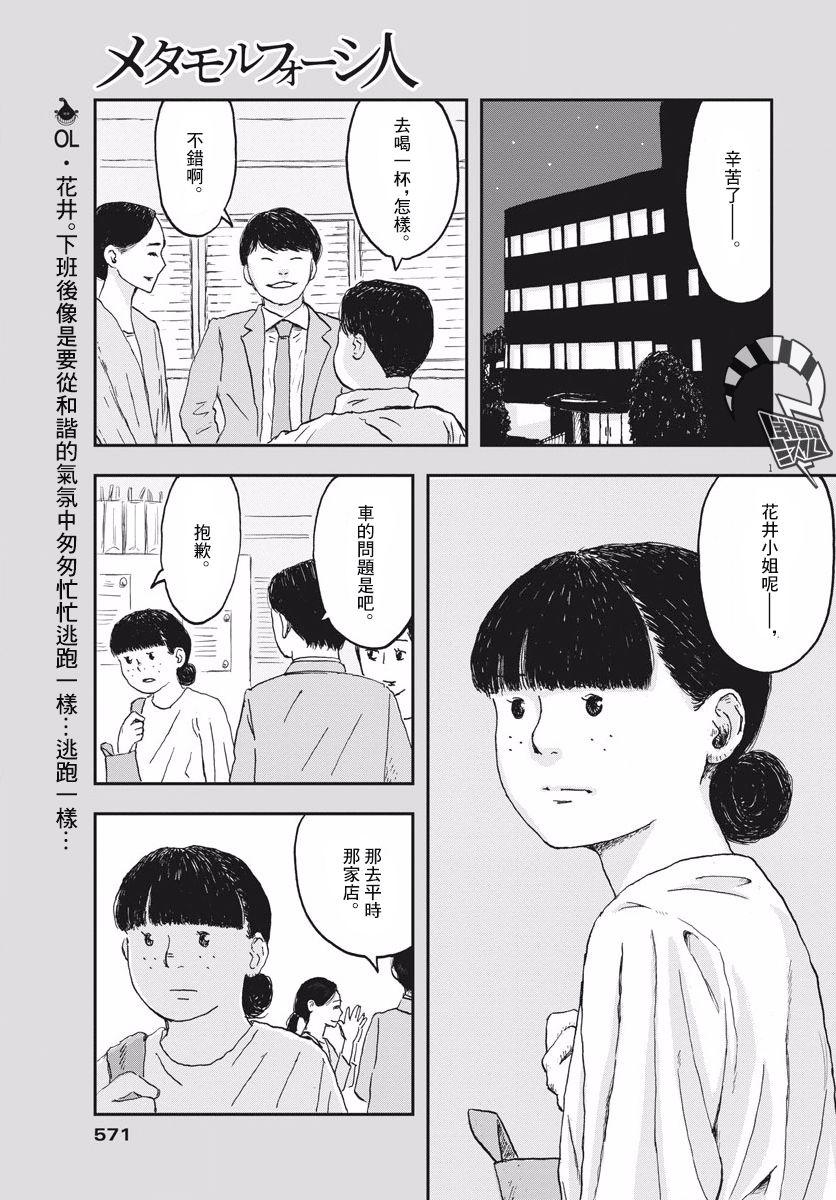 メタモルフォーシ人
辛苦了——。
去喝一杯，怎樣。
不錯啊。
花井小姐呢——，
車的問題是吧。
抱歉。
那去平時
那家店。
OL・花井。下班後像是要從和諧的氣氛中匆匆忙忙逃跑一樣…逃跑一樣…
1
571